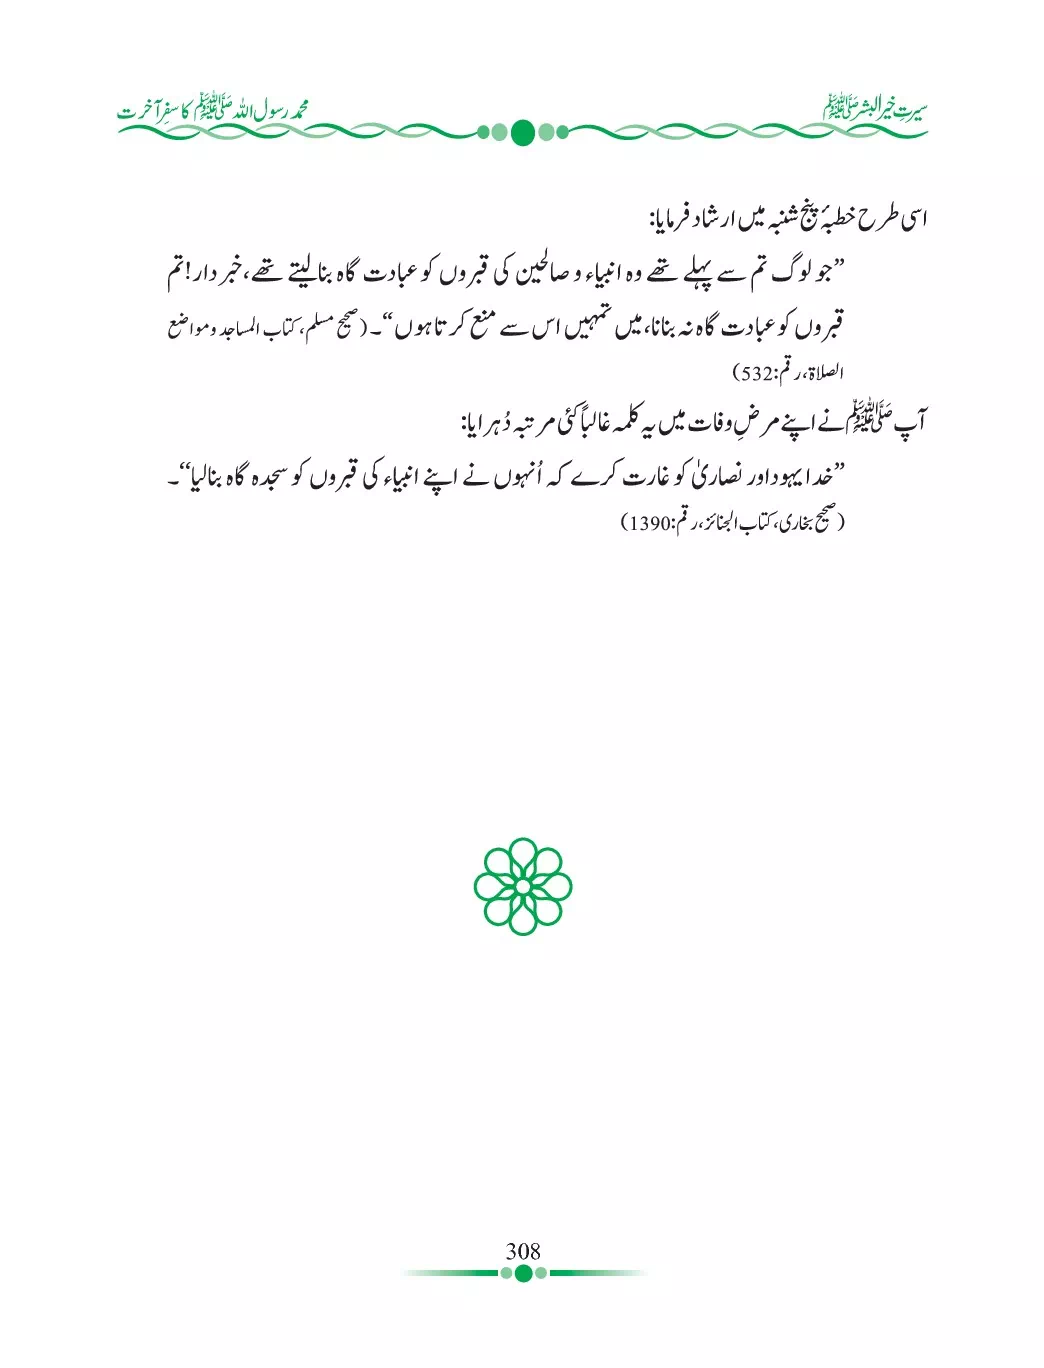 سیرتِ خیر البشر ﷺ
محمد رسول اللہ ﷺ کا سفرِ آخرت
اسی طرح خطبۂ پنج شنبہ میں ارشاد فرمایا:
”جو لوگ تم سے پہلے تھے وہ انبیاء و صالحین کی قبروں کو عبادت گاہ بنالیتے تھے، خبردار! تم
قبروں کو عبادت گاہ نہ بنانا، میں تمہیں اس سے منع کرتا ہوں“۔ (صحیح مسلم، کتاب المساجد ومواضع
الصلاۃ، رقم:532)
آپ ﷺ نے اپنے مرضِ وفات میں یہ کلمہ غالباً کئی مرتبہ دُہرایا:
”خدا یہود اور نصاریٰ کو غارت کرے کہ اُنہوں نے اپنے انبیاء کی قبروں کو سجدہ گاہ بنالیا“۔
(صحیح بخاری، کتاب الجنائز، رقم:1390)
308